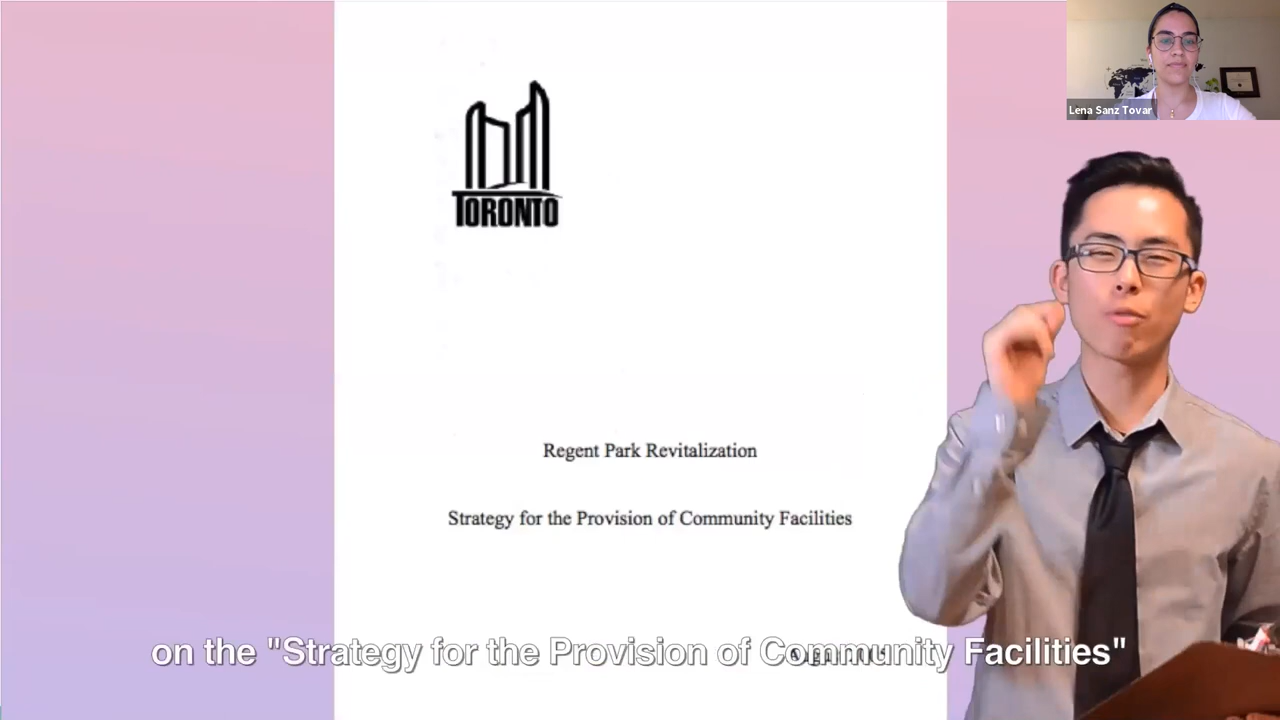 Lena Sanz Tovar
TORONTO
Regent Park Revitalization
Strategy for the Provision of Community Facilities
on the "Strategy for the Provision of Community Facilities"